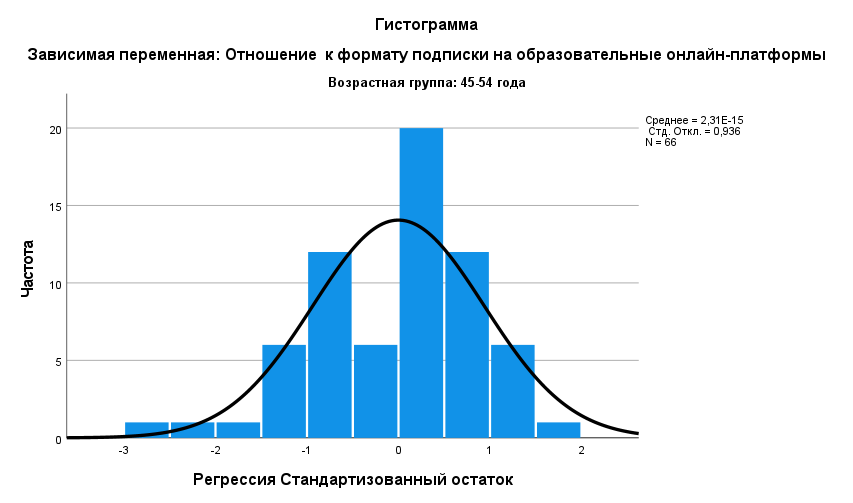 Гистограмма
Зависимая переменная: Отношение к формату подписки на образовательные онлайн-платформы
Возрастная группа: 45-54 года
Среднее = 2,31E-15
Стд. Откл. = 0,936
N = 66
Частота
20
15
10
5
0
-3 -2 -1 0 1 2
Регрессия Стандартизованный остаток